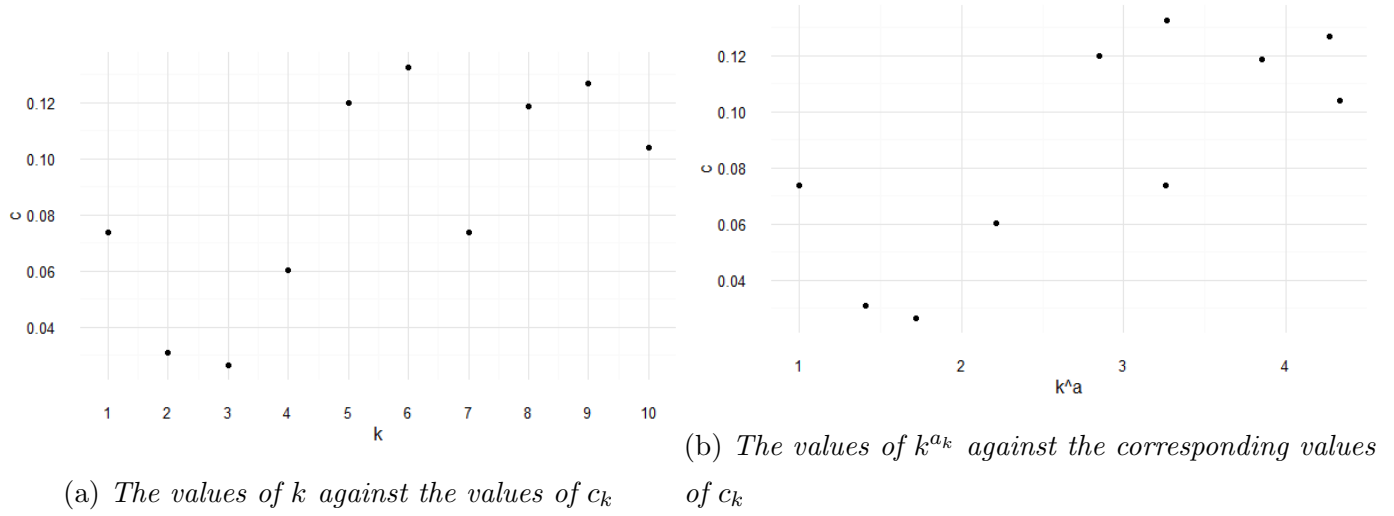 0.12
0.10
0.08
0.06
0.04
c
1 2 3 4 5 6 7 8 9 10
k
(a) The values of k against the values of c_k
0.12
0.10
0.08
0.06
0.04
c
1 2 3 4
k^a
(b) The values of k^{a_k} against the corresponding values
of c_k